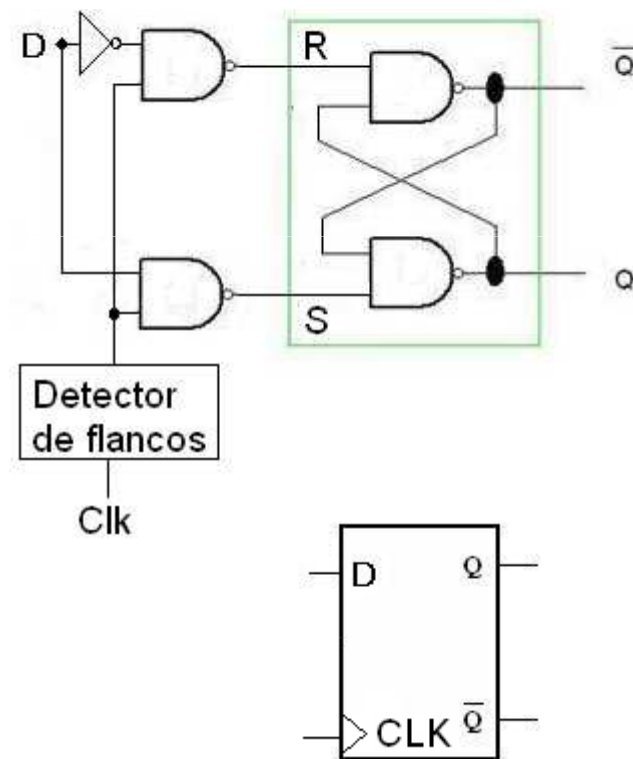 D
R
Q̅
S
Q
Detector
de flancos
Clk
D
Q
CLK
Q̅